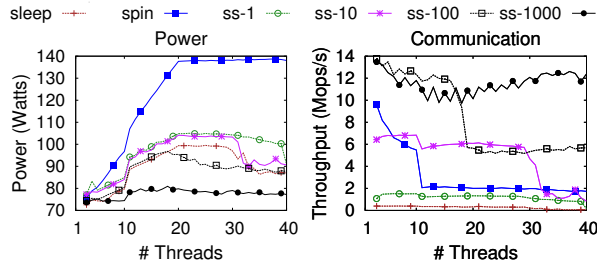 sleep spin ss-1 ss-10 ss-100 ss-1000
Power Communication
Power (Watts)
140
130
120
110
100
90
80
70
1 10 20 30 40
# Threads
Throughput (Mops/s)
14
12
10
8
6
4
2
0
1 10 20 30 40
# Threads